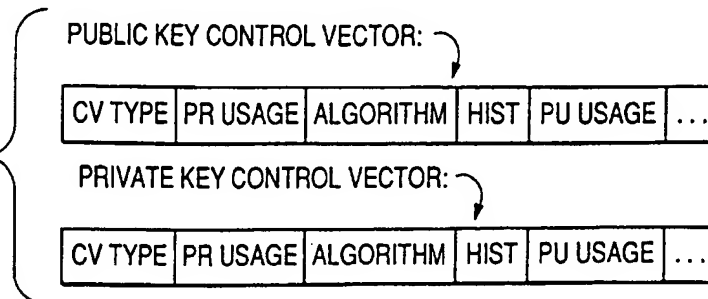 PUBLIC KEY CONTROL VECTOR:
CV TYPE PR USAGE ALGORITHM HIST PU USAGE ...
PRIVATE KEY CONTROL VECTOR:
CV TYPE PR USAGE ALGORITHM HIST PU USAGE ...